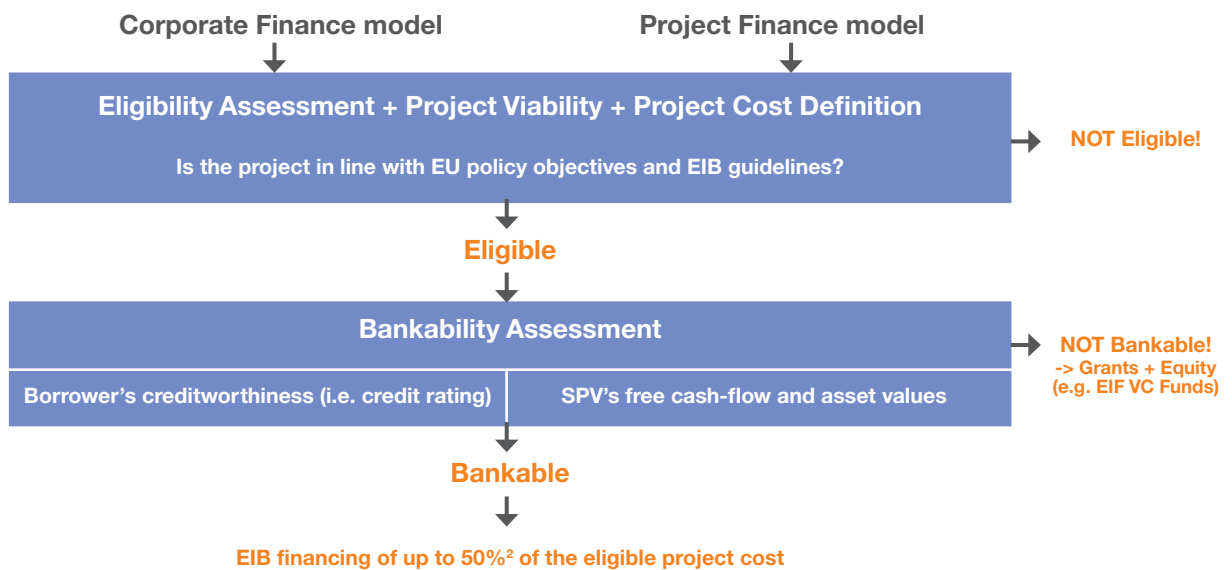 Corporate Finance model
Project Finance model
Eligibility Assessment + Project Viability + Project Cost Definition
Is the project in line with EU policy objectives and EIB guidelines?
NOT Eligible!
Eligible
Bankability Assessment
NOT Bankable!
-> Grants + Equity
(e.g. EIF VC Funds)
Borrower's creditworthiness (i.e. credit rating)
SPV's free cash-flow and asset values
Bankable
EIB financing of up to 50%² of the eligible project cost